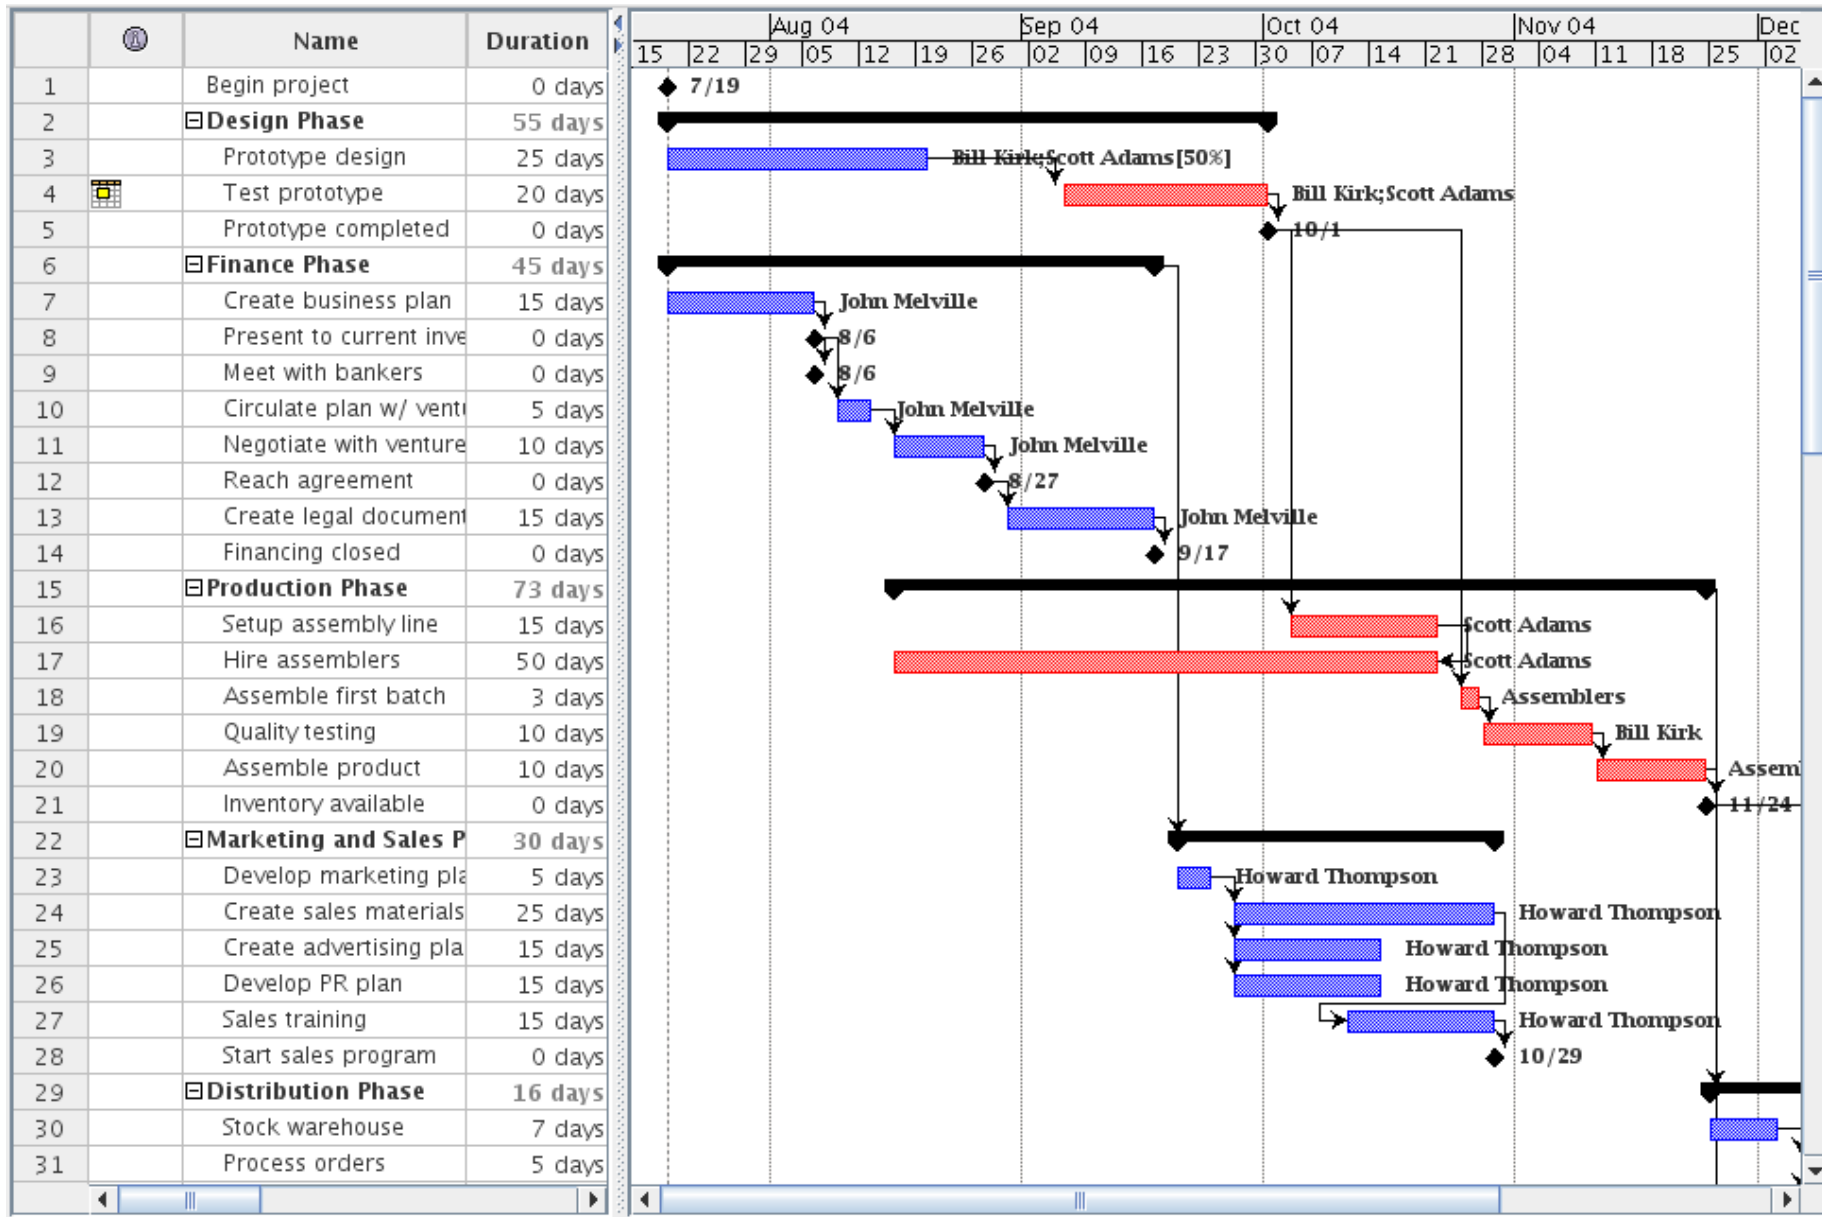 Name Duration Aug 04 Sep 04 Oct 04 Nov 04 Dec
15 22 29 05 12 19 26 02 09 16 23 30 07 14 21 28 04 11 18 25 02
1 Begin project 0 days 7/19
2 Design Phase 55 days
3 Prototype design 25 days Bill Kirk;Scott Adams[50%]
4 Test prototype 20 days Bill Kirk;Scott Adams
5 Prototype completed 0 days 10/1
6 Finance Phase 45 days
7 Create business plan 15 days John Melville
8 Present to current inve 0 days 8/6
9 Meet with bankers 0 days 8/6
10 Circulate plan w/ vent 5 days John Melville
11 Negotiate with venture 10 days John Melville
12 Reach agreement 0 days 8/27
13 Create legal document 15 days John Melville
14 Financing closed 0 days 9/17
15 Production Phase 73 days
16 Setup assembly line 15 days Scott Adams
17 Hire assemblers 50 days Scott Adams
18 Assemble first batch 3 days Assemblers
19 Quality testing 10 days Bill Kirk
20 Assemble product 10 days Assem
21 Inventory available 0 days 11/24
22 Marketing and Sales P 30 days
23 Develop marketing pla 5 days Howard Thompson
24 Create sales materials 25 days Howard Thompson
25 Create advertising pla 15 days Howard Thompson
26 Develop PR plan 15 days Howard Thompson
27 Sales training 15 days Howard Thompson
28 Start sales program 0 days 10/29
29 Distribution Phase 16 days
30 Stock warehouse 7 days
31 Process orders 5 days